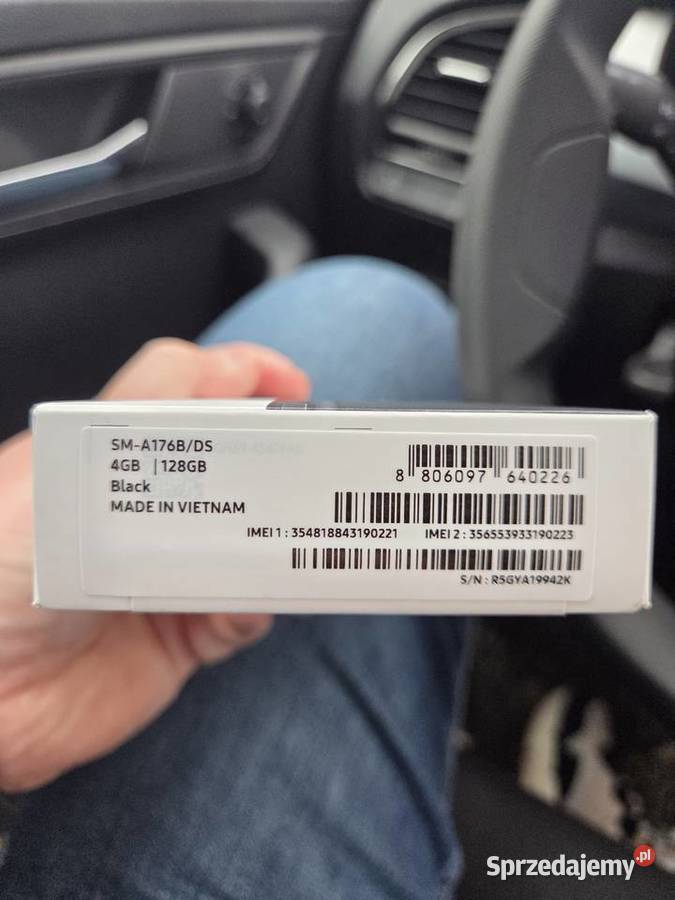 SM-A176B/DS
4GB | 128GB
Black
MADE IN VIETNAM
8 806097 640226
IMEI 1 : 354818843190221 IMEI 2 : 356553933190223
S/N : R5GYA19942K
Sprzedajemy.pl